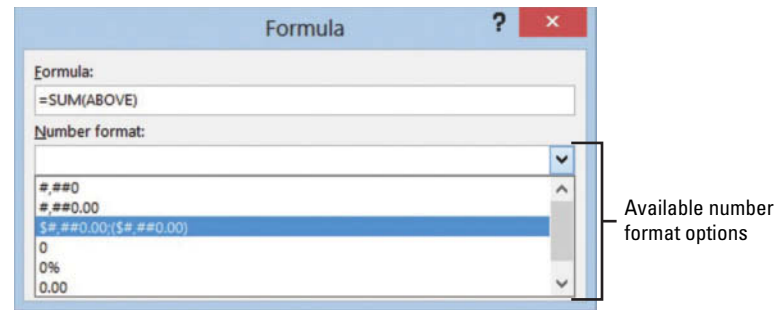 Formula ? ×
Formula:
=SUM(ABOVE)
Number format:
#,##0
#,##0.00
$#,##0.00;($#,##0.00)
0
0%
0.00
Available number
format options